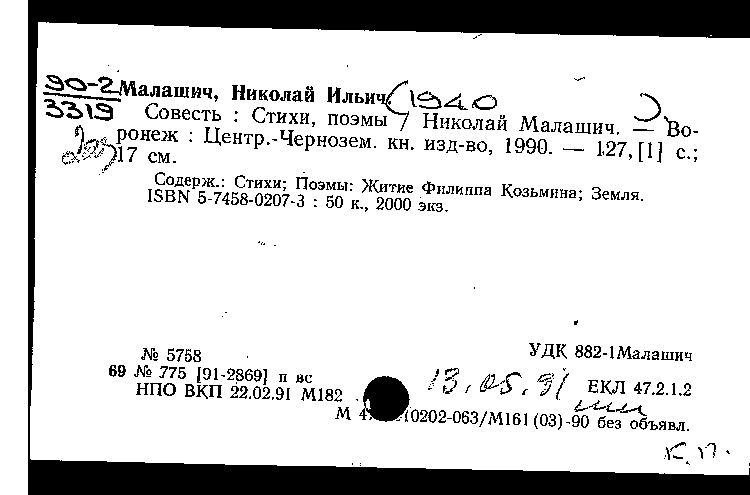 90-2 Малашич, Николай Ильич (1940 )
3319 Совесть : Стихи, поэмы / Николай Малашич. — Во-
ронеж : Центр.-Чернозем. кн. изд-во, 1990. — 127, [1] с.;
17 см.
Содерж.: Стихи; Поэмы: Житие Филиппа Козьмина; Земля.
ISBN 5-7458-0207-3 : 50 к., 2000 экз.
№ 5758 УДК 882-1Малашич
69 № 775 [91-2869] п вс
НПО ВКП 22.02.91 М182 13.05.91 ЕКЛ 47.2.1.2
М 10202-063/М161 (03)-90 без объявл.
К.П.